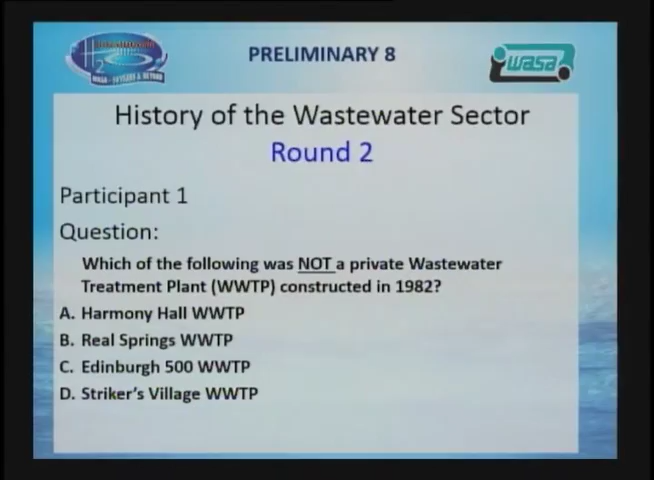 PRELIMINARY 8
wasa
History of the Wastewater Sector
Round 2
Participant 1
Question:
Which of the following was NOT a private Wastewater
Treatment Plant (WWTP) constructed in 1982?
A. Harmony Hall WWTP
B. Real Springs WWTP
C. Edinburgh 500 WWTP
D. Striker's Village WWTP